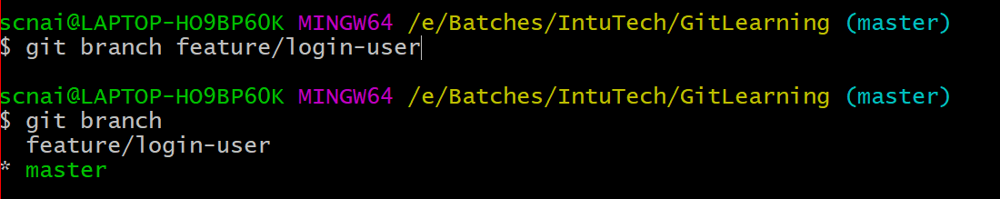 scnai@LAPTOP-HO9BP6OK MINGW64 /e/Batches/IntuTech/GitLearning (master)
$ git branch feature/login-user
scnai@LAPTOP-HO9BP6OK MINGW64 /e/Batches/IntuTech/GitLearning (master)
$ git branch
  feature/login-user
* master